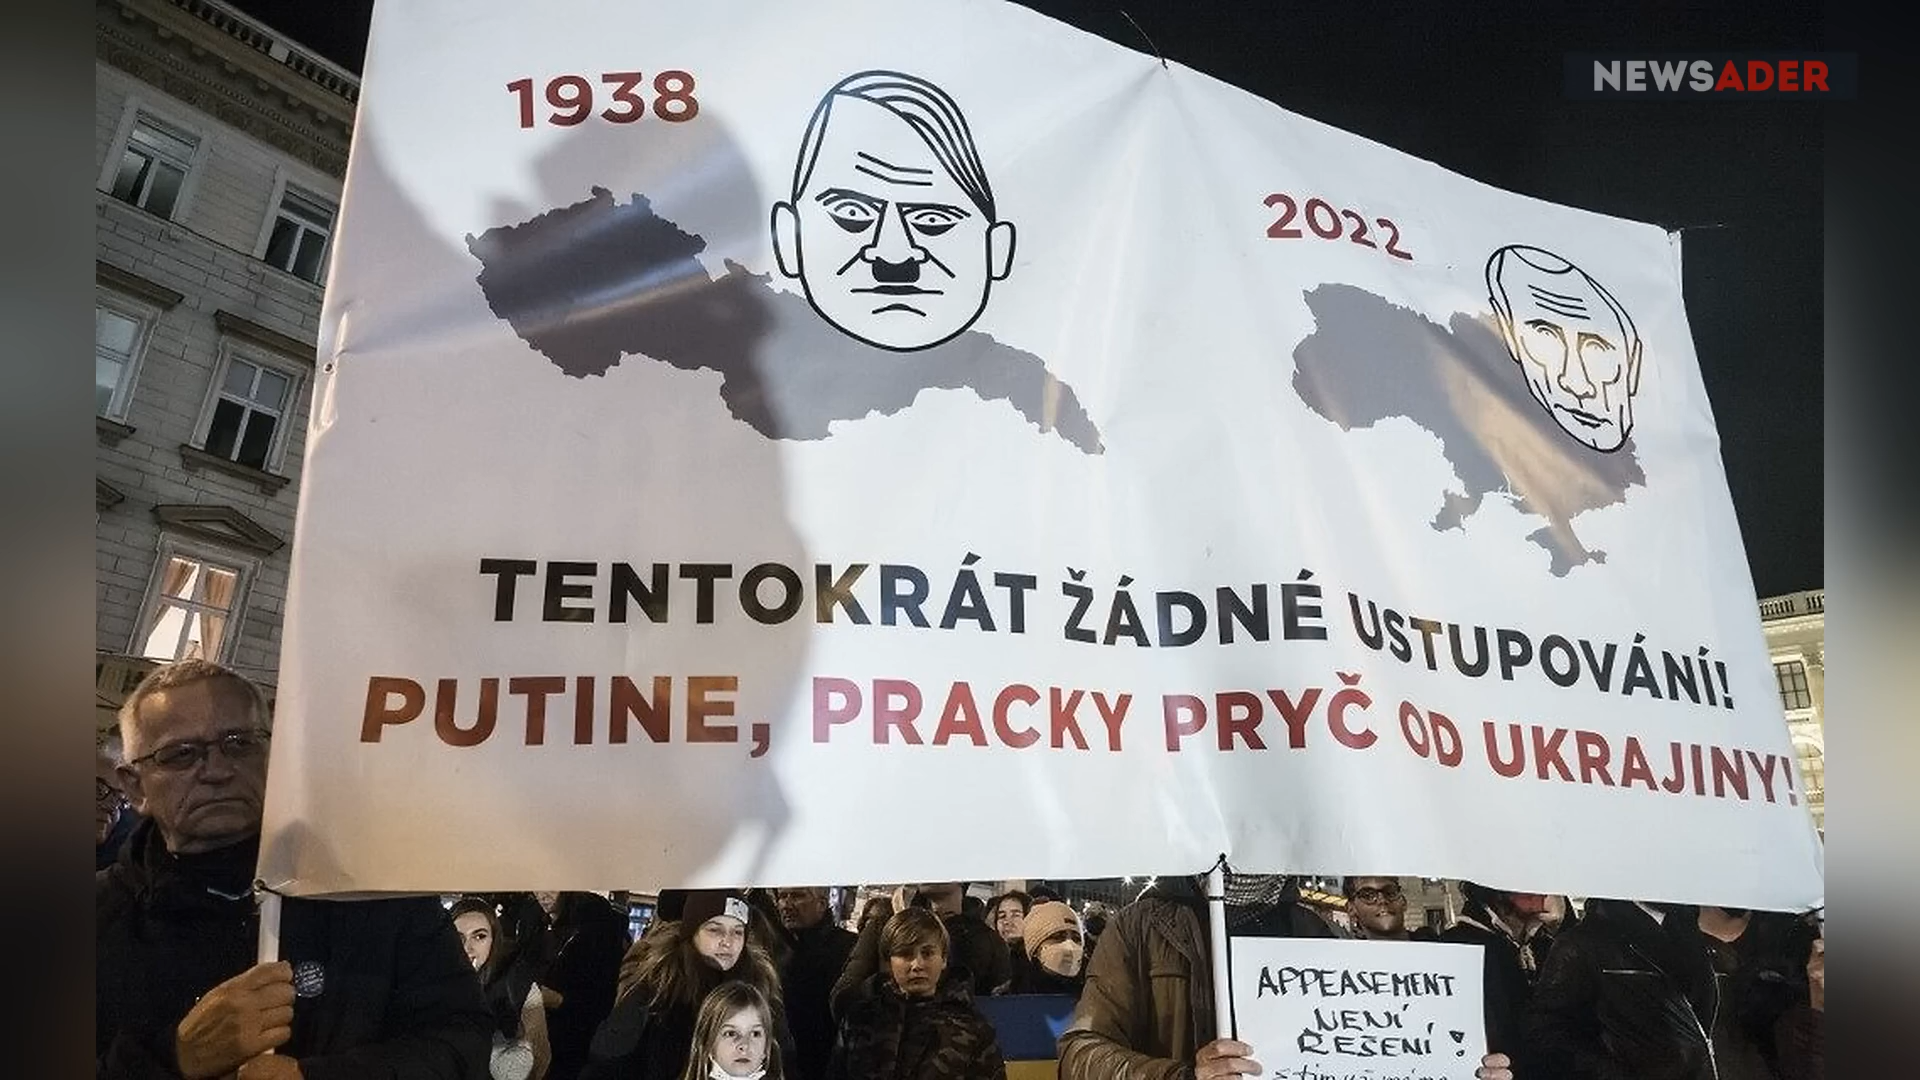 NEWSADER
1938
2022
TENTOKRÁT ŽÁDNÉ USTUPOVÁNÍ!
PUTINE, PRACKY PRYČ OD UKRAJINY!
APPEASEMENT
NENÍ
ŘEŠENÍ!